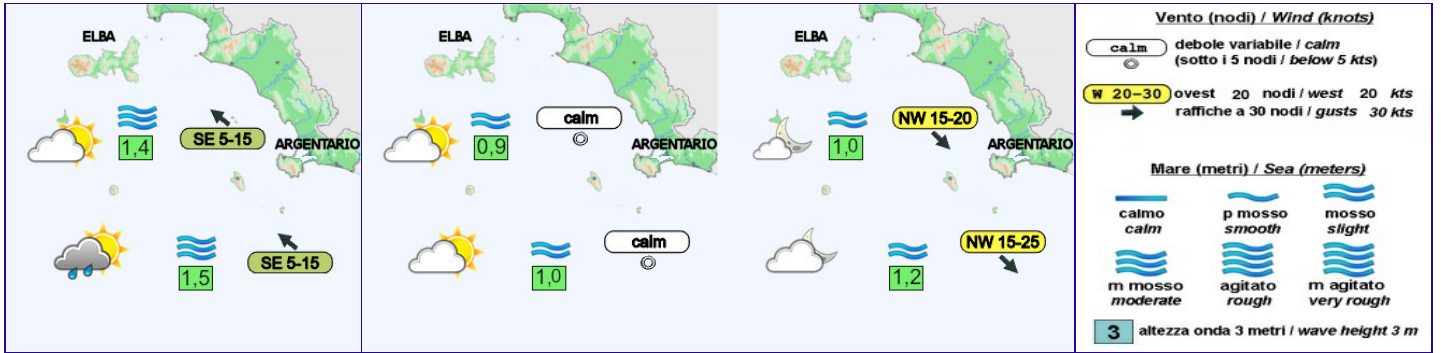 ELBA
1,4
SE 5-15
ARGENTARIO
1,5
SE 5-15
ELBA
0,9
calm
ARGENTARIO
1,0
calm
ELBA
1,0
NW 15-20
ARGENTARIO
1,2
NW 15-25
Vento (nodi) / Wind (knots)
calm
debole variabile / calm
(sotto i 5 nodi / below 5 kts)
W 20-30
ovest 20 nodi / west 20 kts
raffiche a 30 nodi / gusts 30 kts
Mare (metri) / Sea (meters)
calmo
calm
p mosso
smooth
mosso
slight
m mosso
moderate
agitato
rough
m agitato
very rough
3
altezza onda 3 metri / wave height 3 m